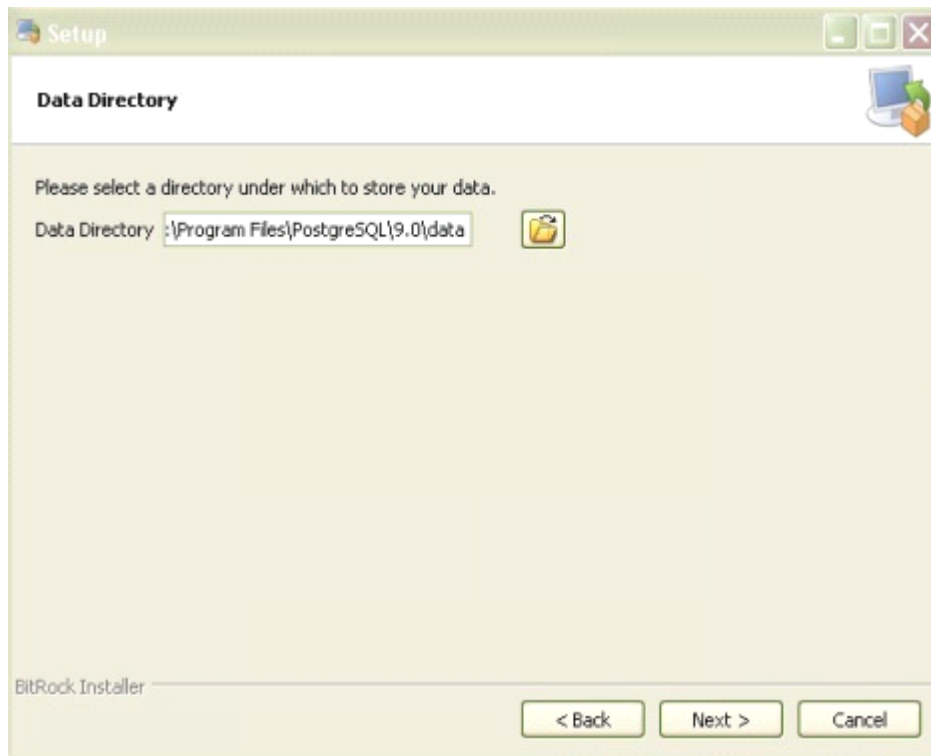 Setup
Data Directory
Please select a directory under which to store your data.
Data Directory :\Program Files\PostgreSQL\9.0\data
BitRock Installer
< Back Next > Cancel